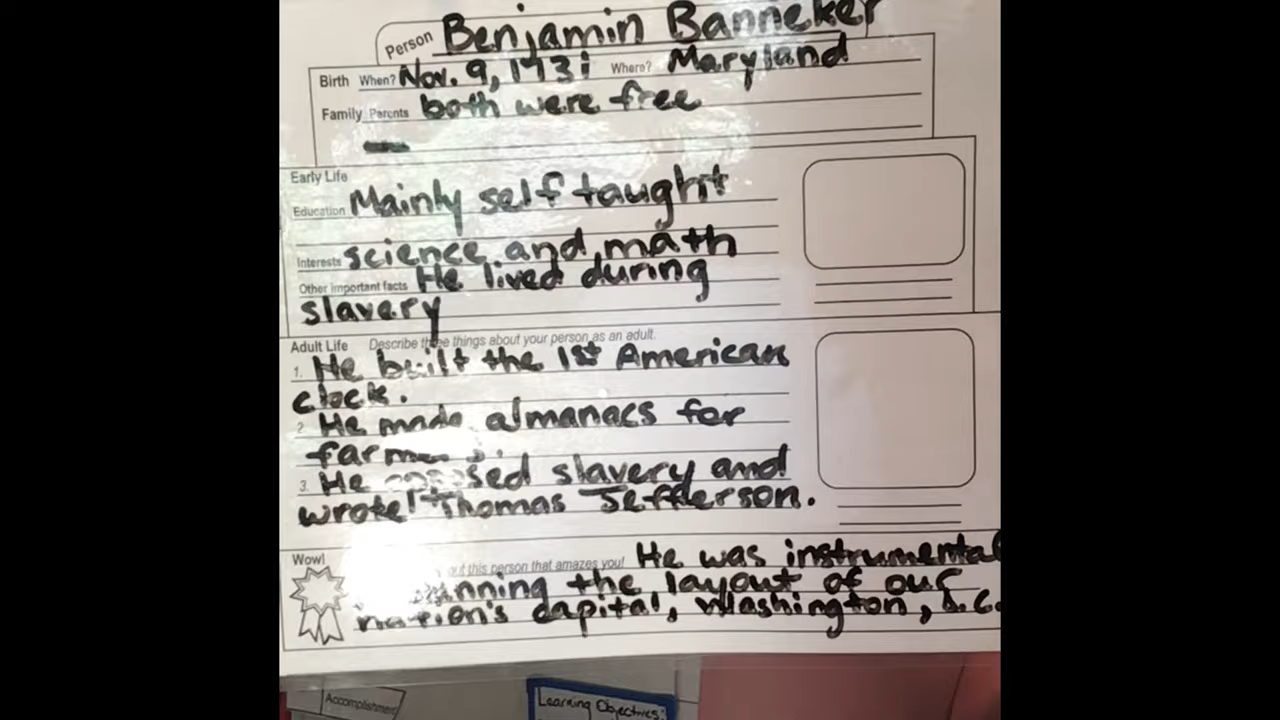 Person Benjamin Banneker
Birth When? Nov. 9, 1731 Where? Maryland
Family Parents both were free
Early Life
Education Mainly self taught
Interests science and math
Other important facts He lived during
slavery
Adult Life Describe three things about your person as an adult.
1. He built the 1st American
clock.
2 He made almanacs for
3. He opposed slavery and
wrote Thomas Jefferson.
Wow! out this person that amazes you! He was instrumental
the layout of our
nation's capital, Washington, D.C.
Accomplishment
Learning Objectives: